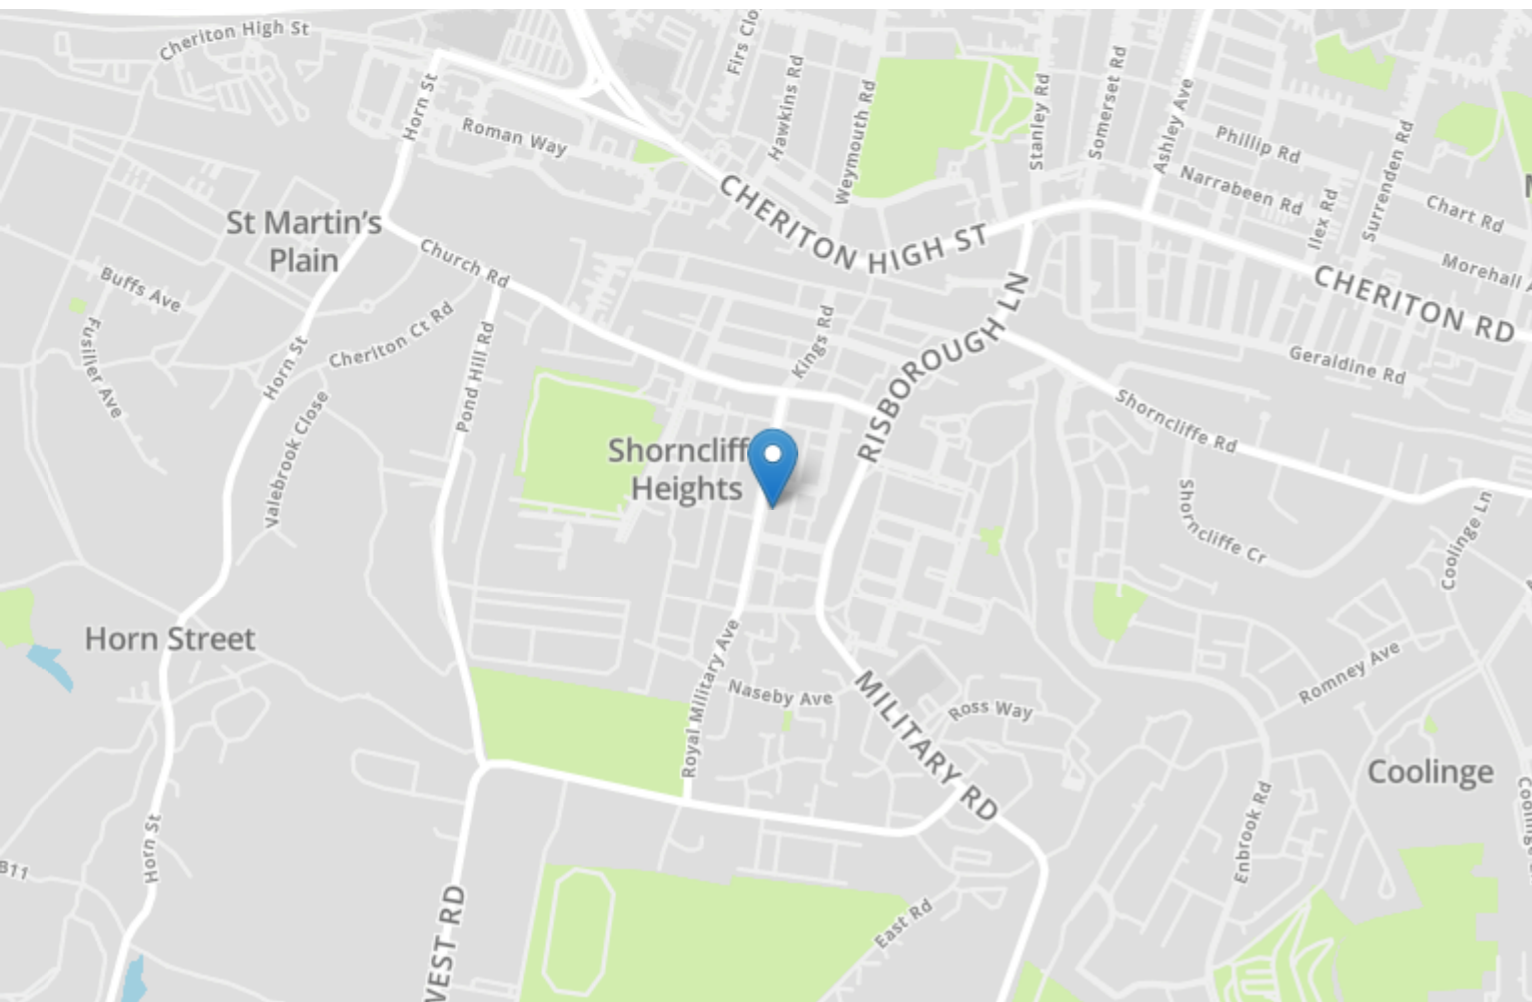 Cheriton High St
Firs Clo
Horn St
Hawkins Rd
Weymouth Rd
Stanley Rd
Somerset Rd
Ashley Ave
Roman Way
Phillip Rd
Surrenden Rd
Narrabeen Rd
Ilex Rd
Chart Rd
CHERITON HIGH ST
St Martin's
Plain
Church Rd
Buffs Ave
Morehall A
CHERITON RD
RISBOROUGH LN
Fusilier Ave
Cheriton Ct Rd
Horn St
Pond Hill Rd
Kings Rd
Geraldine Rd
Valebrook Close
Shorncliffe Rd
Shorncliff
Heights
Shorncliffe Cr
Coolinge Ln
Horn Street
Royal Military Ave
Naseby Ave
MILITARY RD
Ross Way
Romney Ave
Coolinge
Horn St
B11
Enbrook Rd
East Rd
WEST RD